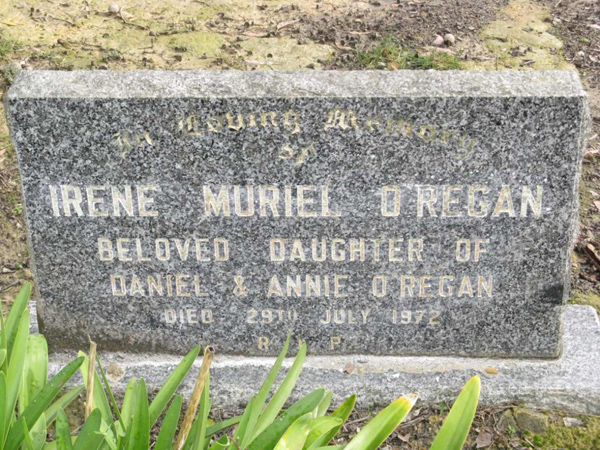 In Loving Memory
of
IRENE MURIEL O'REGAN
BELOVED DAUGHTER OF
DANIEL & ANNIE O'REGAN
DIED 29TH JULY 1972
R P